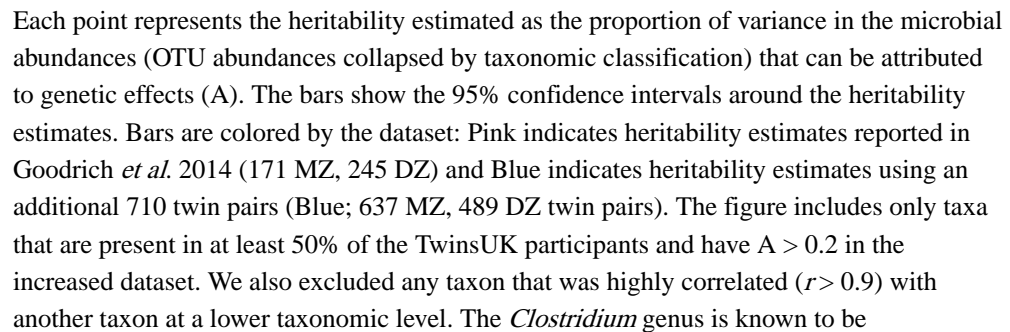 Each point represents the heritability estimated as the proportion of variance in the microbial
abundances (OTU abundances collapsed by taxonomic classification) that can be attributed
to genetic effects (A). The bars show the 95% confidence intervals around the heritability
estimates. Bars are colored by the dataset: Pink indicates heritability estimates reported in
Goodrich et al. 2014 (171 MZ, 245 DZ) and Blue indicates heritability estimates using an
additional 710 twin pairs (Blue; 637 MZ, 489 DZ twin pairs). The figure includes only taxa
that are present in at least 50% of the TwinsUK participants and have A > 0.2 in the
increased dataset. We also excluded any taxon that was highly correlated (r > 0.9) with
another taxon at a lower taxonomic level. The Clostridium genus is known to be